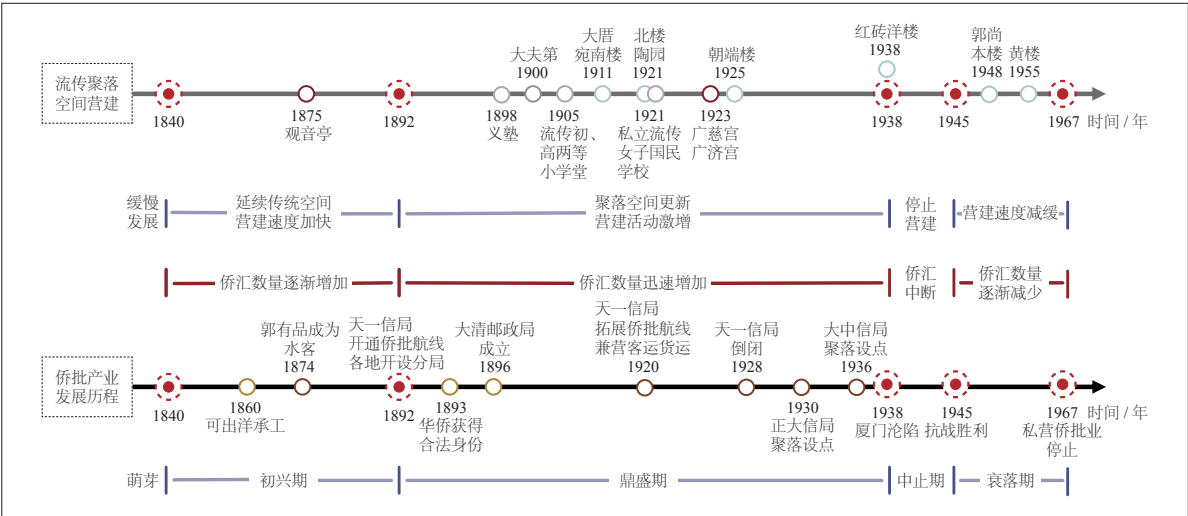 流传聚落
空间营建
大夫第
1900
大厝
宛南楼
1911
北楼
陶园
1921
朝端楼
1925
红砖洋楼
1938
郭尚
本楼
1948
黄楼
1955
1840
1875
观音亭
1892
1898
义塾
1905
流传初、
高两等
小学堂
1921
私立流传
女子国民
学校
1923
广慈宫
广济宫
1938
1945
1967
时间 / 年
缓慢
发展
延续传统空间
营建速度加快
聚落空间更新
营建活动激增
停止
营建
营建速度减缓
侨汇数量逐渐增加
侨汇数量迅速增加
侨汇
中断
侨汇数量
逐渐减少
侨批产业
发展历程
郭有品成为
水客
1874
天一信局
开通侨批航线
各地开设分局
大清邮政局
成立
1896
天一信局
拓展侨批航线
兼营客运货运
1920
天一信局
倒闭
1928
大中信局
聚落设点
1936
1840
1860
可出洋承工
1892
1893
华侨获得
合法身份
1930
正大信局
聚落设点
1938
厦门沦陷
1945
抗战胜利
1967
私营侨批业
停止
时间 / 年
萌芽
初兴期
鼎盛期
中止期
衰落期